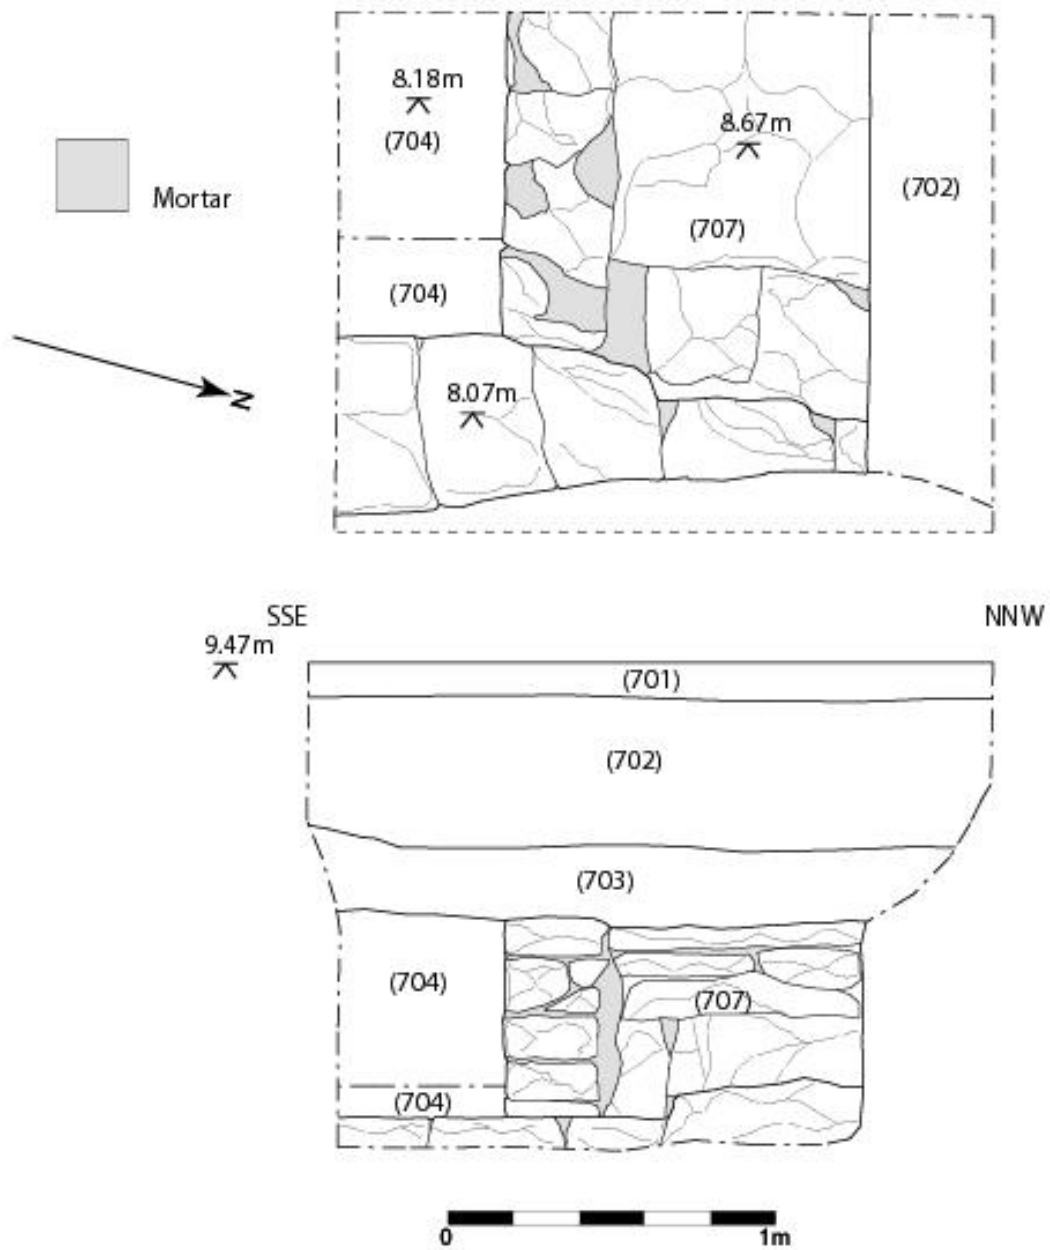 8.18m
(704)
8.67m
(702)
Mortar
(707)
(704)
8.07m
N
SSE
NNW
9.47m
(701)
(702)
(703)
(704)
(707)
(704)
0
1m